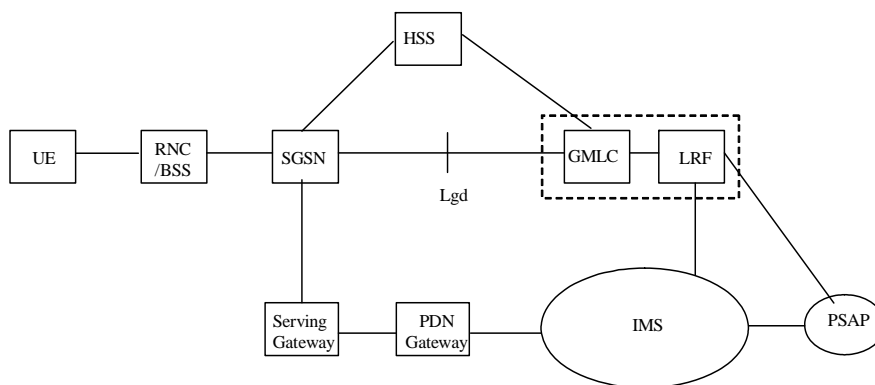 HSS
UE
RNC
/BSS
SGSN
GMLC
LRF
Lgd
Serving
Gateway
PDN
Gateway
IMS
PSAP